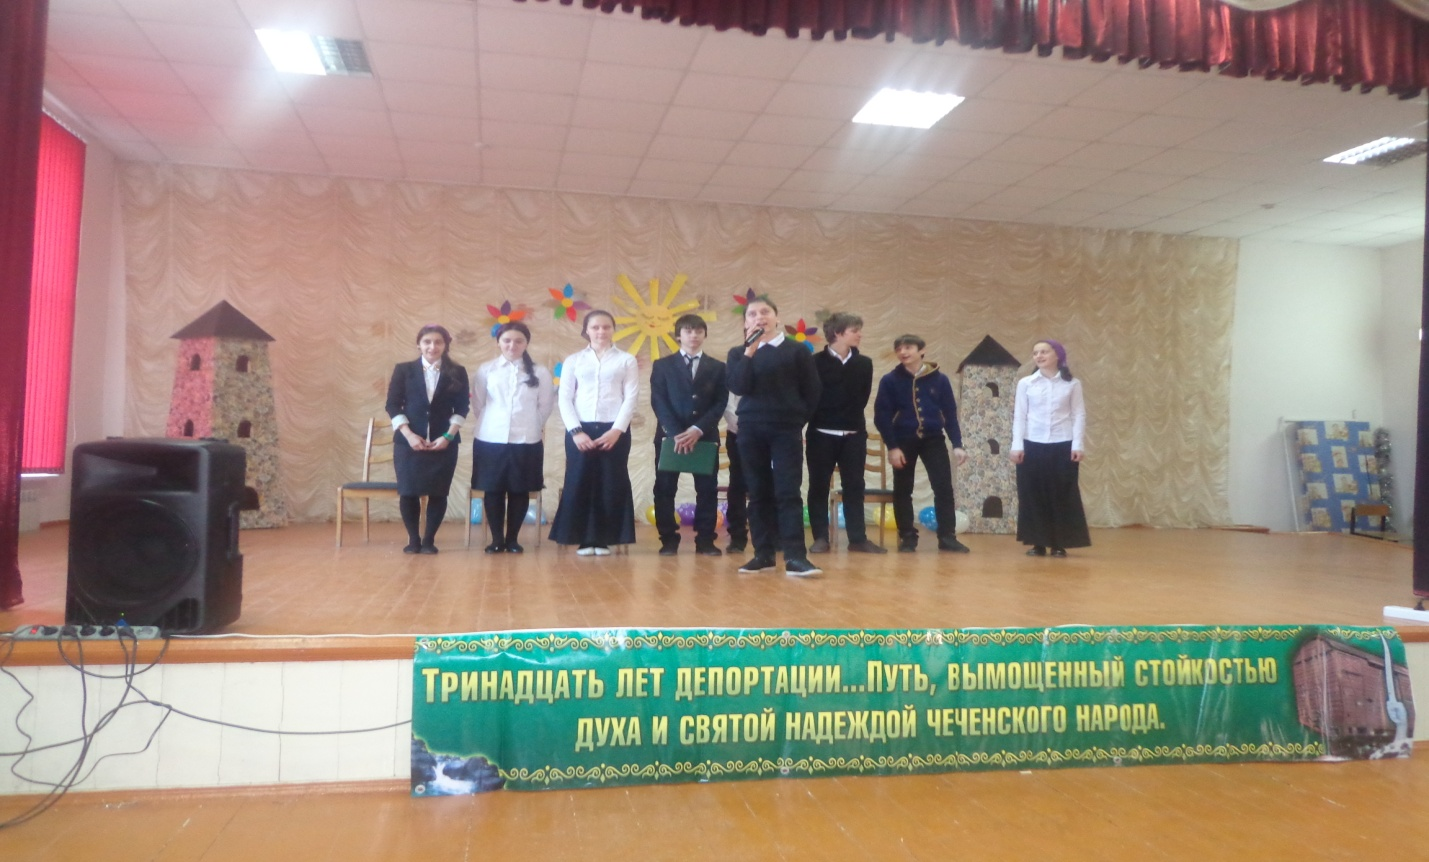 ТРИНАДЦАТЬ ЛЕТ ДЕПОРТАЦИИ...ПУТЬ, ВЫМОЩЕННЫЙ СТОЙКОСТЬЮ
ДУХА И СВЯТОЙ НАДЕЖДОЙ ЧЕЧЕНСКОГО НАРОДА.